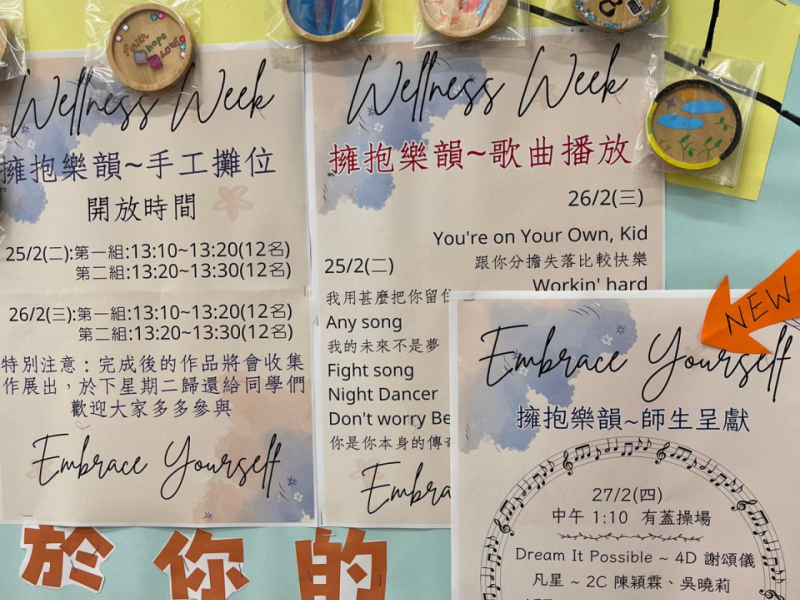 Faith
hope
Love
Wellness Week
擁抱樂韻~手工攤位
開放時間
25/2(二):第一組:13:10~13:20(12名)
第二組:13:20~13:30(12名)
26/2(三):第一組:13:10~13:20(12名)
第二組:13:20~13:30(12名)
特別注意：完成後的作品將會收集
作展出，於下星期二歸還給同學們
歡迎大家多多參與
Embrace Yourself
Wellness Week
擁抱樂韻~歌曲播放
26/2(三)
You're on Your Own, Kid
跟你分擔失落比較快樂
Workin' hard
25/2(二)
我用甚麼把你留住
Any song
我的未來不是夢
Fight song
Night Dancer
Don't worry Be
你是你本身的傳奇
Embra
NEW
Embrace Yourself
擁抱樂韻~師生呈獻
27/2(四)
中午 1:10 有蓋操場
Dream It Possible ~ 4D 謝頌儀
凡星 ~ 2C 陳穎霖、吳曉莉
於你的